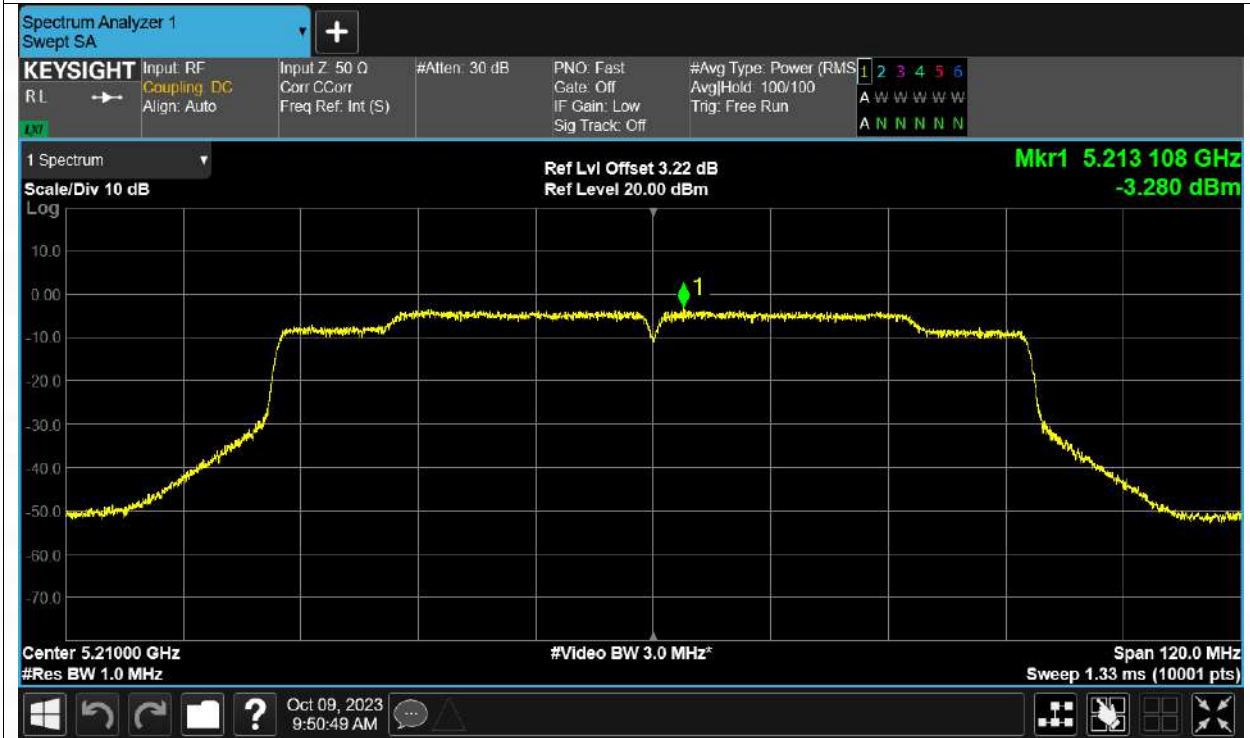 Spectrum Analyzer 1
Swept SA
+
KEYSIGHT
RL
LXI
Input: RF
Coupling: DC
Align: Auto
Input Z: 50 Ω
Corr CCorr
Freq Ref: Int (S)
#Atten: 30 dB
PNO: Fast
Gate: Off
IF Gain: Low
Sig Track: Off
#Avg Type: Power (RMS
Avg|Hold: 100/100
Trig: Free Run
1 2 3 4 5 6
A W W W W W
A N N N N N
1 Spectrum
Scale/Div 10 dB
Log
Ref Lvl Offset 3.22 dB
Ref Level 20.00 dBm
Mkr1 5.213 108 GHz
-3.280 dBm
10.0
0.00
-10.0
-20.0
-30.0
-40.0
-50.0
-60.0
-70.0
1
Center 5.21000 GHz
#Res BW 1.0 MHz
#Video BW 3.0 MHz*
Span 120.0 MHz
Sweep 1.33 ms (10001 pts)
?
Oct 09, 2023
9:50:49 AM